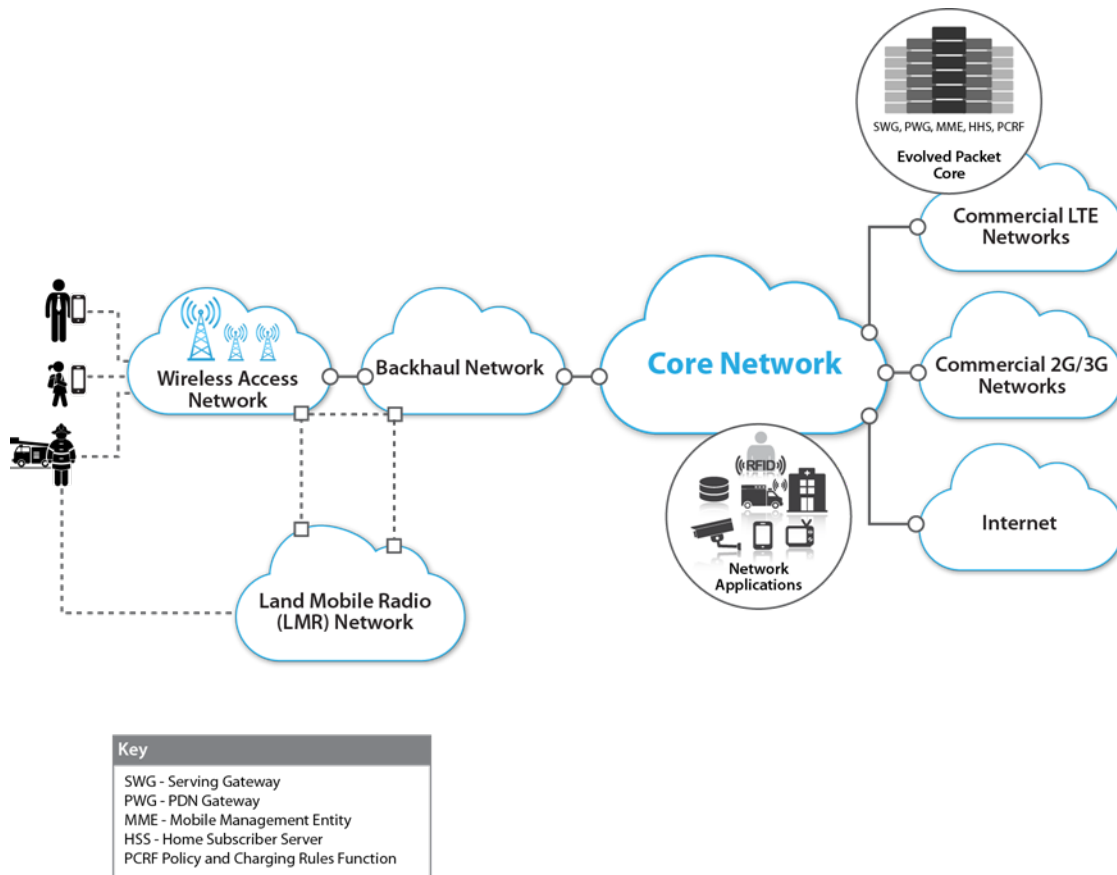 SWG, PWG, MME, HHS, PCRF
Evolved Packet
Core
Commercial LTE
Networks
Wireless Access
Network
Backhaul Network
Core Network
Commercial 2G/3G
Networks
RFID
Network
Applications
Internet
Land Mobile Radio
(LMR) Network
Key
SWG - Serving Gateway
PWG - PDN Gateway
MME - Mobile Management Entity
HSS - Home Subscriber Server
PCRF Policy and Charging Rules Function